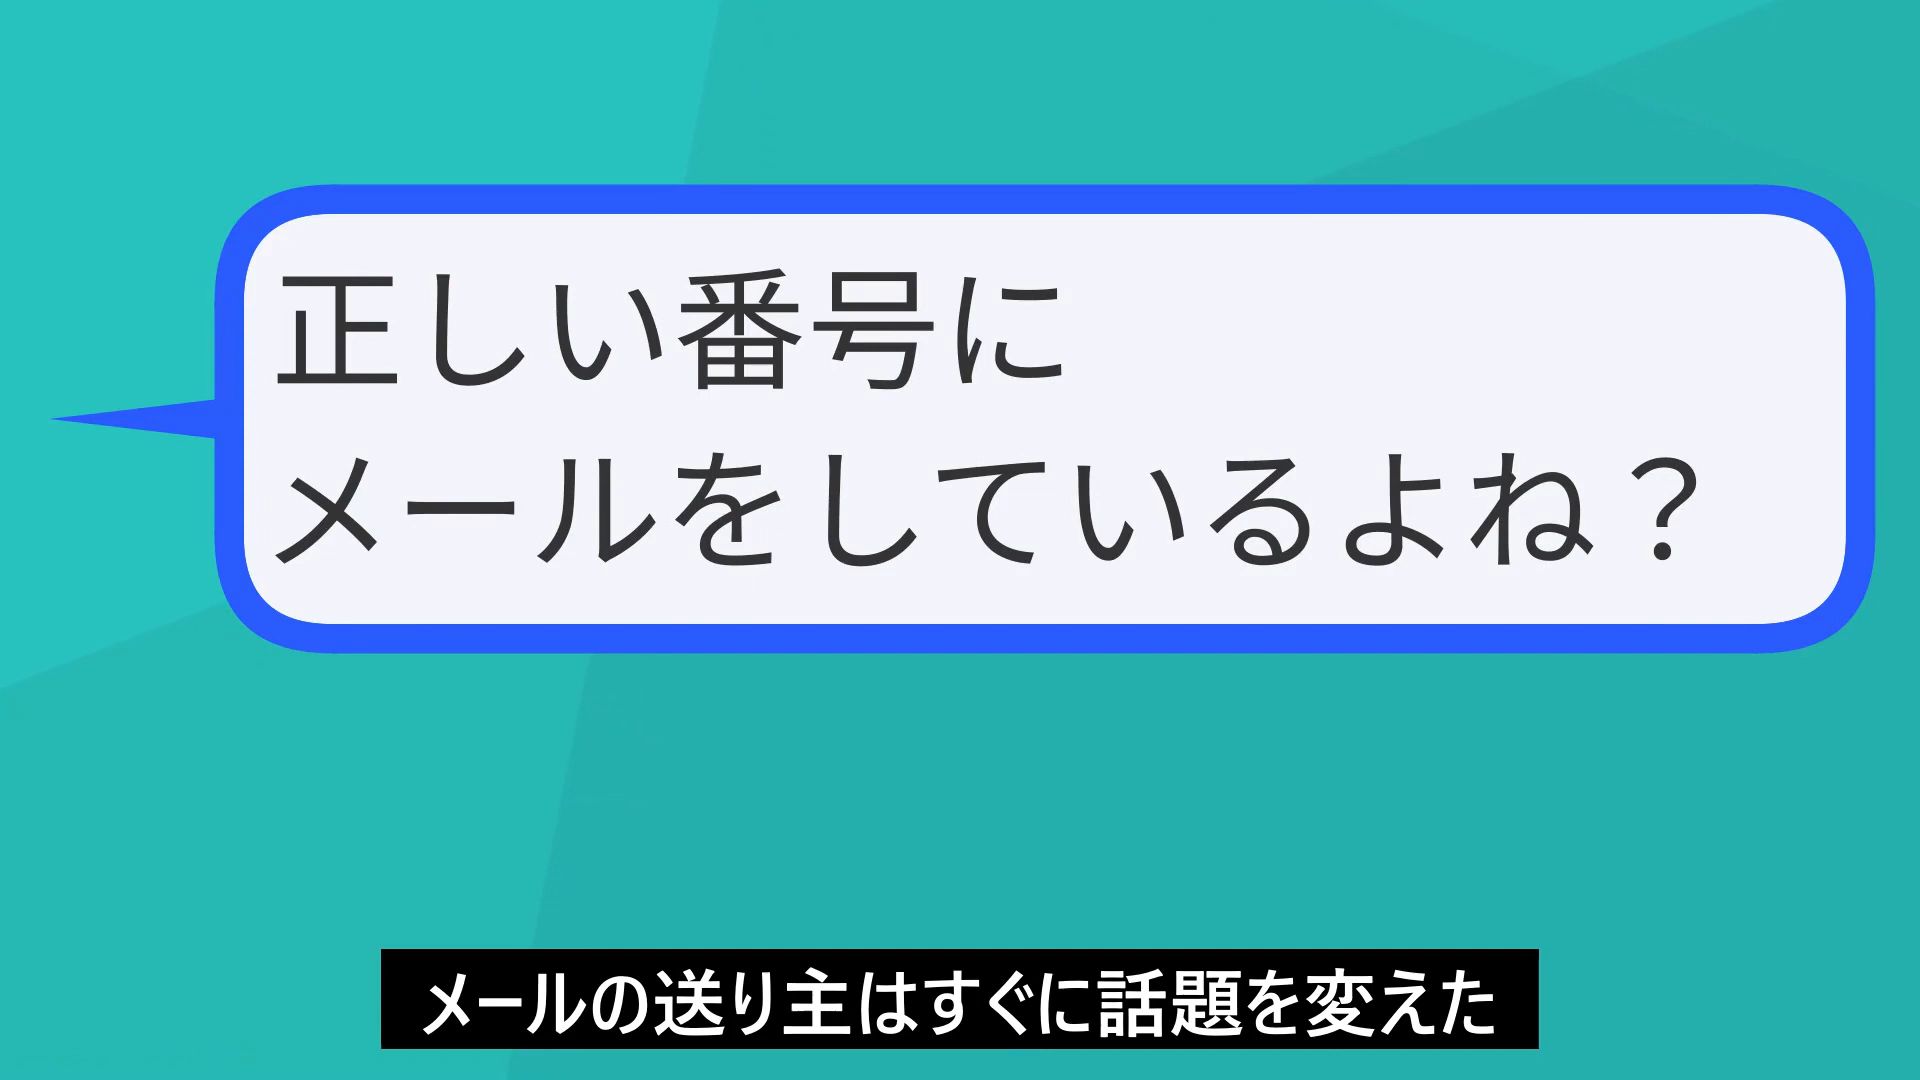 正しい番号に
メールをしているよね？
メールの送り主はすぐに話題を変えた